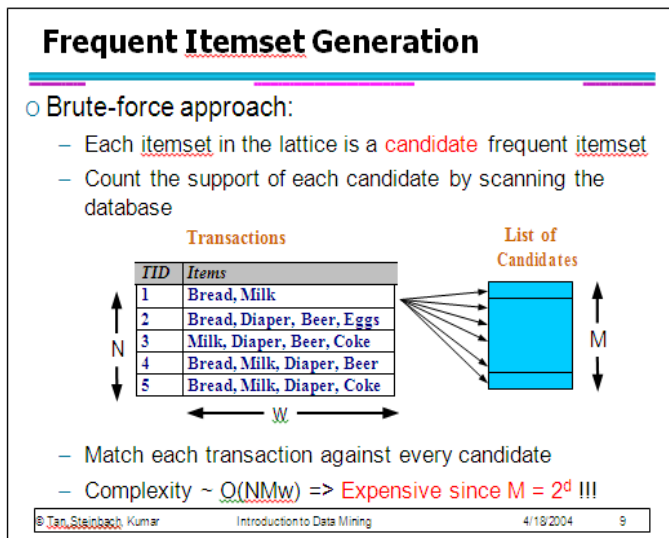 Frequent Itemset Generation
Brute-force approach:
– Each itemset in the lattice is a candidate frequent itemset
– Count the support of each candidate by scanning the
database
Transactions
List of
Candidates
TID Items
1 Bread, Milk
2 Bread, Diaper, Beer, Eggs
3 Milk, Diaper, Beer, Coke
4 Bread, Milk, Diaper, Beer
5 Bread, Milk, Diaper, Coke
N
M
W
– Match each transaction against every candidate
– Complexity ~ O(NMw) => Expensive since M = 2ᵈ !!!
© Tan, Steinbach, Kumar Introduction to Data Mining 4/18/2004 9